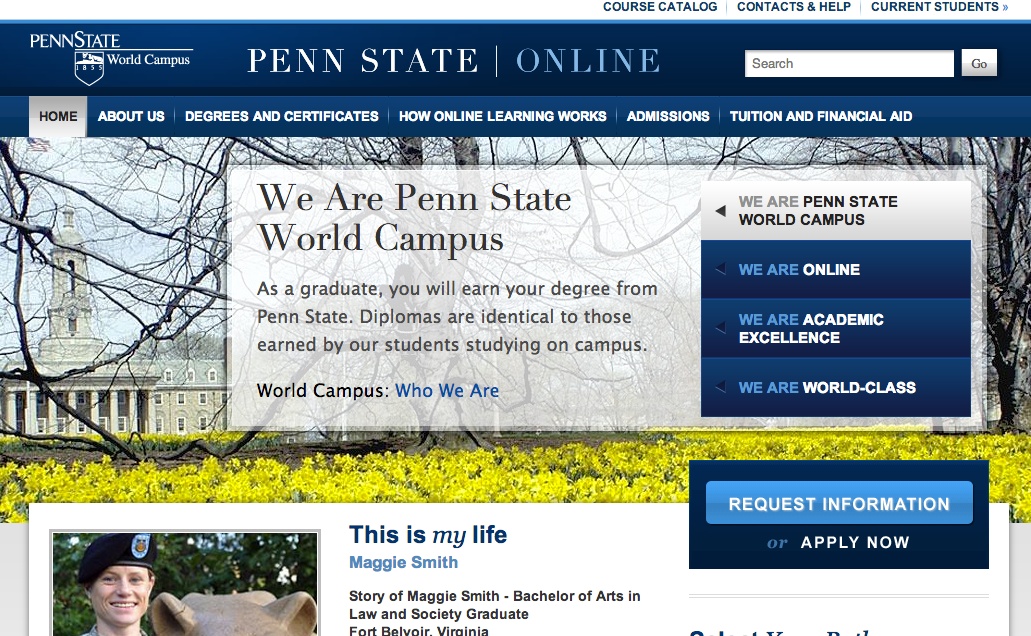 COURSE CATALOG
CONTACTS & HELP
CURRENT STUDENTS »
PENNSTATE
1855
World Campus
PENN STATE | ONLINE
Search
Go
HOME
ABOUT US
DEGREES AND CERTIFICATES
HOW ONLINE LEARNING WORKS
ADMISSIONS
TUITION AND FINANCIAL AID
We Are Penn State
World Campus
As a graduate, you will earn your degree from
Penn State. Diplomas are identical to those
earned by our students studying on campus.
World Campus: Who We Are
WE ARE PENN STATE
WORLD CAMPUS
WE ARE ONLINE
WE ARE ACADEMIC
EXCELLENCE
WE ARE WORLD-CLASS
REQUEST INFORMATION
or APPLY NOW
This is my life
Maggie Smith
Story of Maggie Smith - Bachelor of Arts in
Law and Society Graduate
Fort Belvoir, Virginia